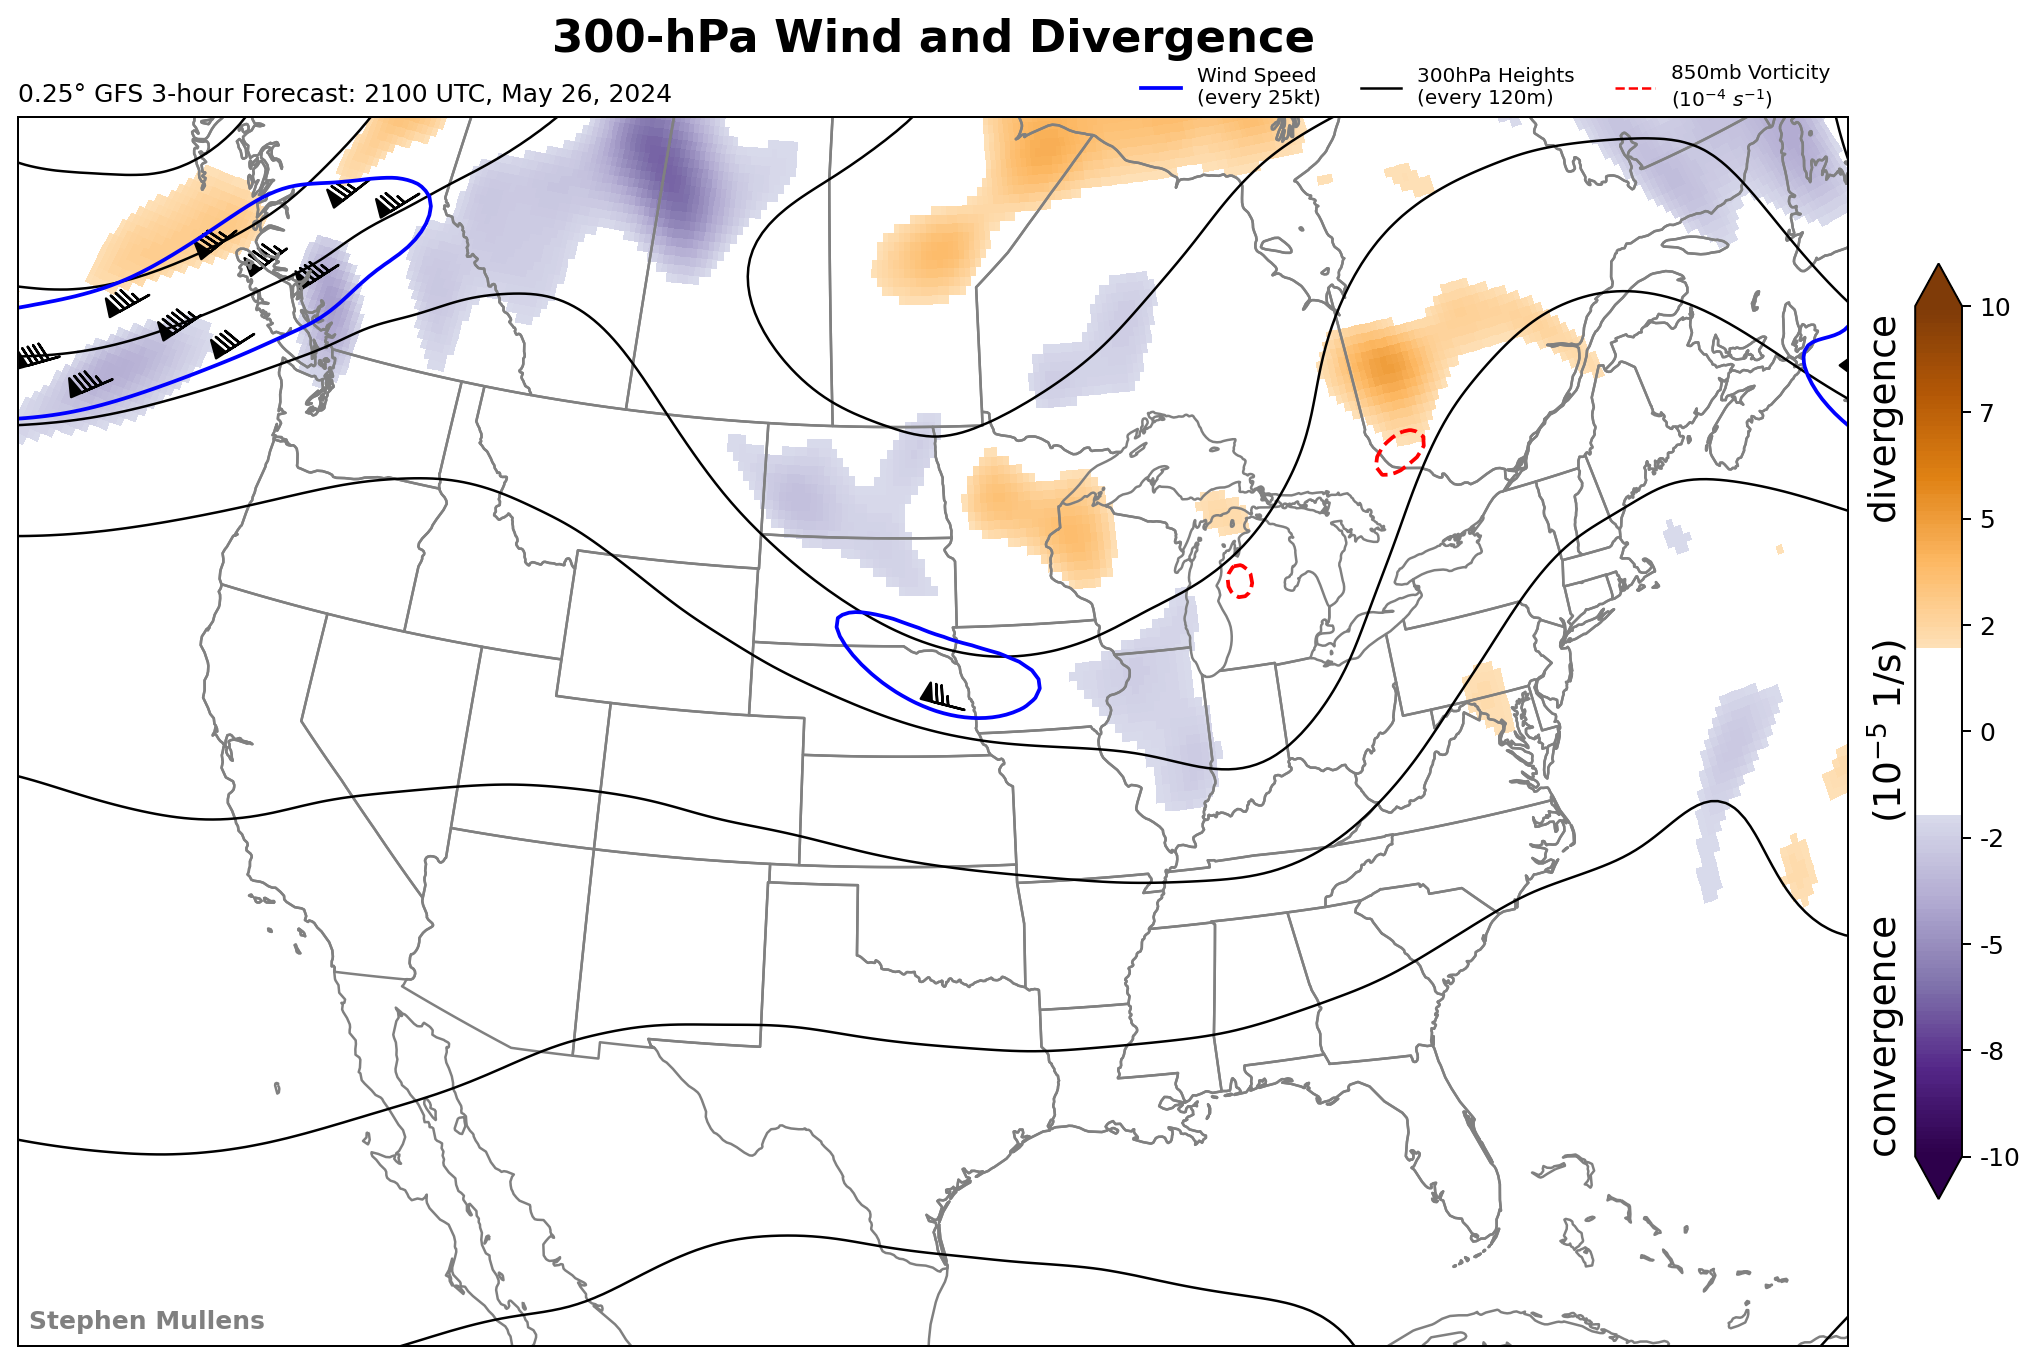 300-hPa Wind and Divergence
0.25° GFS 3-hour Forecast: 2100 UTC, May 26, 2024
Wind Speed
(every 25kt)
300hPa Heights
(every 120m)
850mb Vorticity
(10⁻⁴ s⁻¹)
10
7
5
2
0
-2
-5
-8
-10
convergence (10⁻⁵ 1/s) divergence
Stephen Mullens